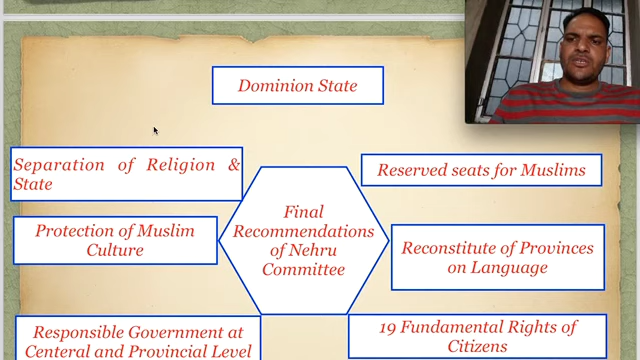 Dominion State
Separation of Religion &
State
Reserved seats for Muslims
Final
Recommendations
of Nehru
Committee
Protection of Muslim
Culture
Reconstitute of Provinces
on Language
Responsible Government at
Centeral and Provincial Level
19 Fundamental Rights of
Citizens